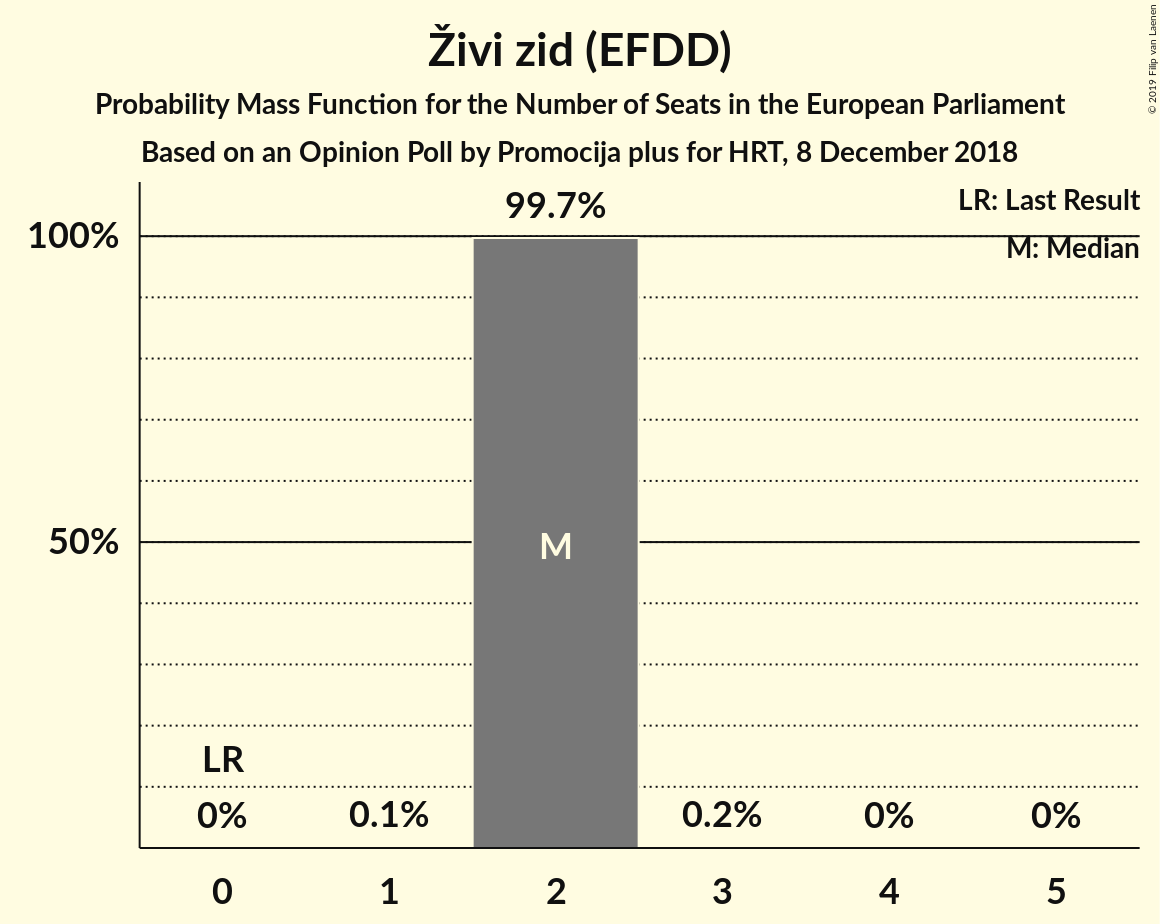 Živi zid (EFDD)
Probability Mass Function for the Number of Seats in the European Parliament
Based on an Opinion Poll by Promocija plus for HRT, 8 December 2018
© 2019 Filip van Laenen
LR: Last Result
M: Median
99.7%
100%
50%
M
LR
0%
0.1%
0.2%
0%
0%
0 1 2 3 4 5